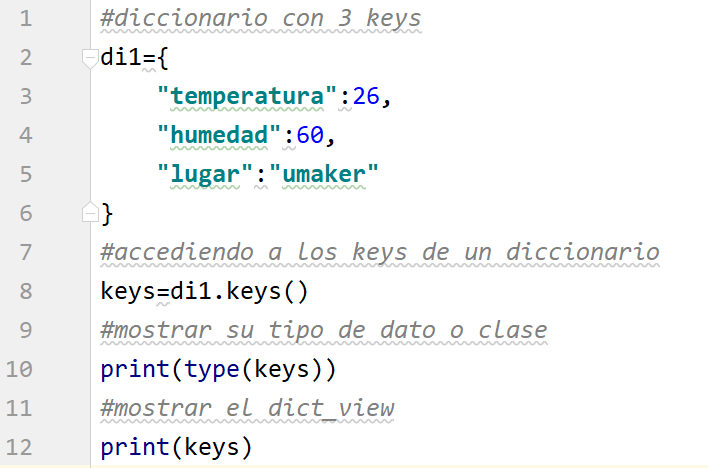 1 #diccionario con 3 keys
2 di1={
3 "temperatura":26,
4 "humedad":60,
5 "lugar":"umaker"
6 }
7 #accediendo a los keys de un diccionario
8 keys=di1.keys()
9 #mostrar su tipo de dato o clase
10 print(type(keys))
11 #mostrar el dict_view
12 print(keys)